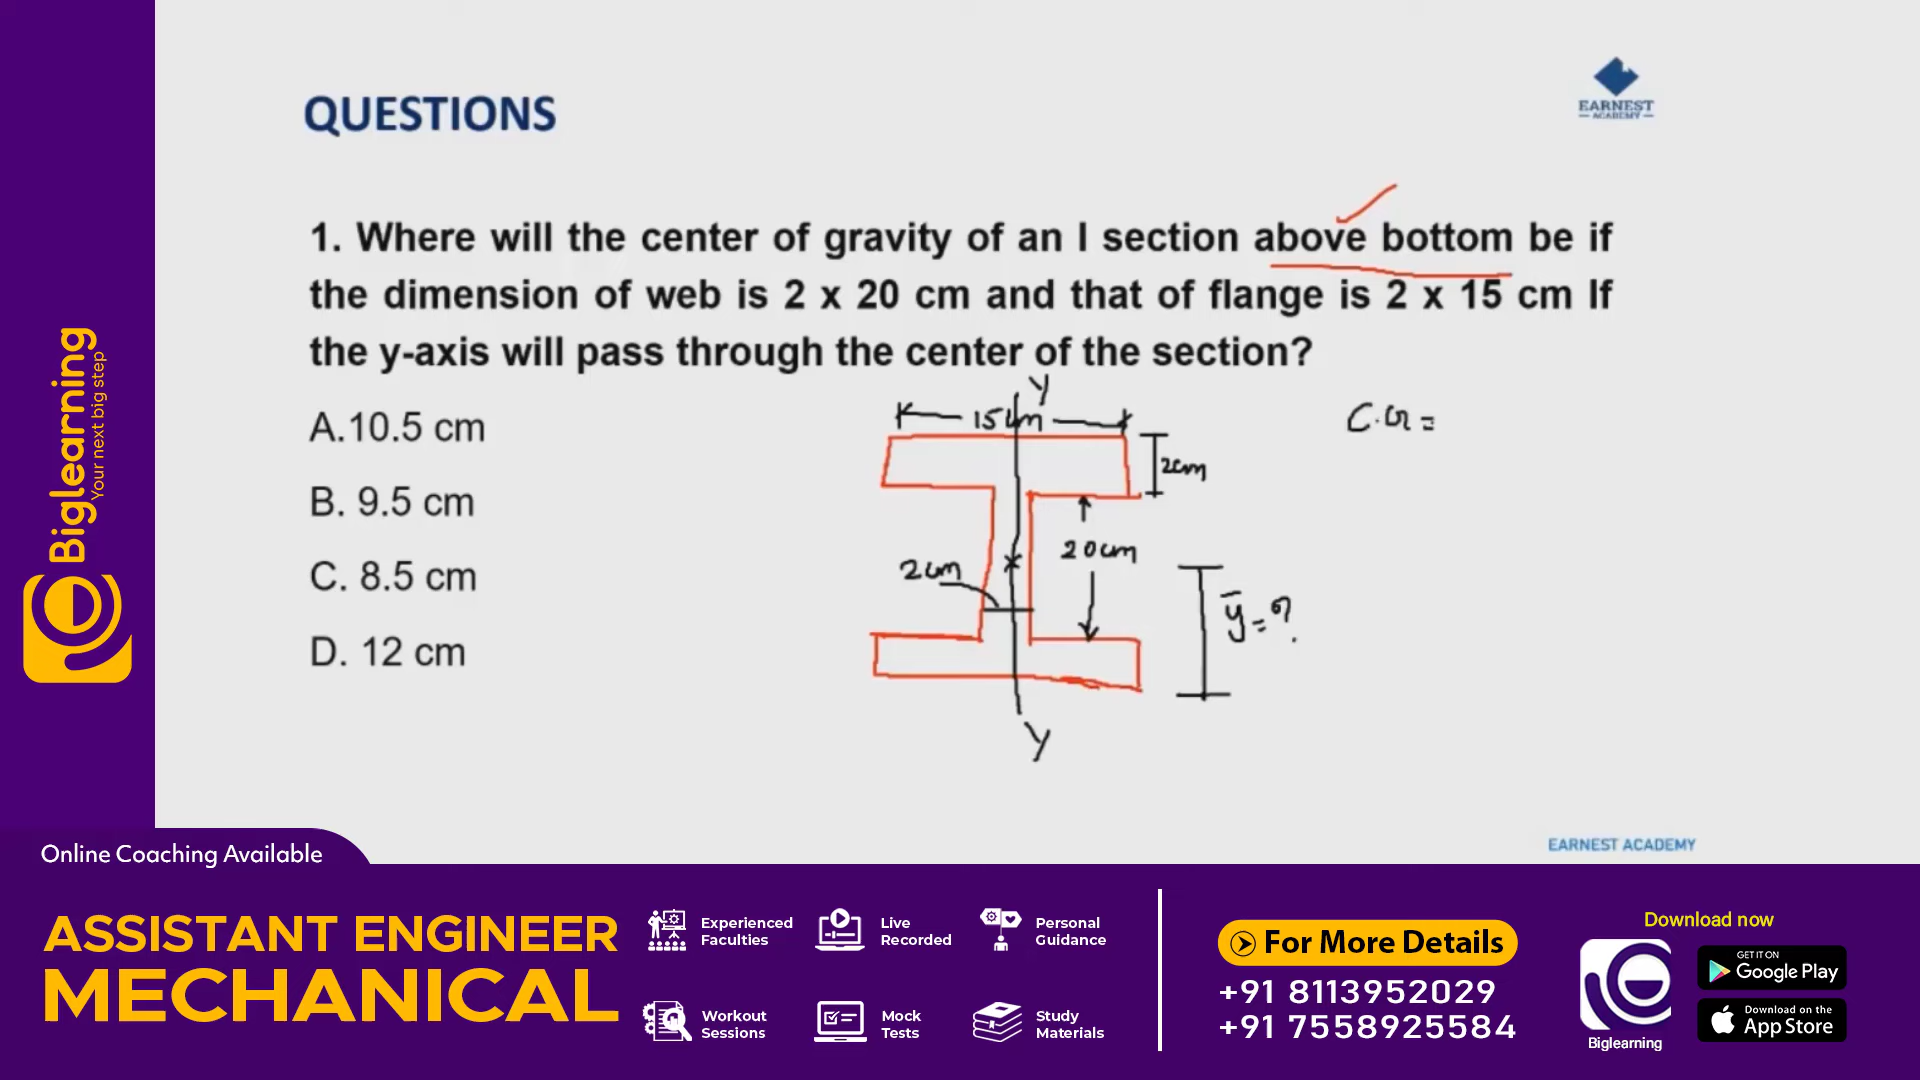 QUESTIONS
EARNEST
ACADEMY
1. Where will the center of gravity of an I section above bottom be if
the dimension of web is 2 x 20 cm and that of flange is 2 x 15 cm If
the y-axis will pass through the center of the section?
A.10.5 cm
B. 9.5 cm
C. 8.5 cm
D. 12 cm
Y
15cm
2cm
20cm
2cm
Y
C.G =
ȳ = ?
EARNEST ACADEMY
Biglearning
Your next big step
Online Coaching Available
ASSISTANT ENGINEER
MECHANICAL
Experienced
Faculties
Live
Recorded
Personal
Guidance
Workout
Sessions
Mock
Tests
Study
Materials
For More Details
+91 8113952029
+91 7558925584
Download now
Biglearning
GET IT ON
Google Play
Download on the
App Store